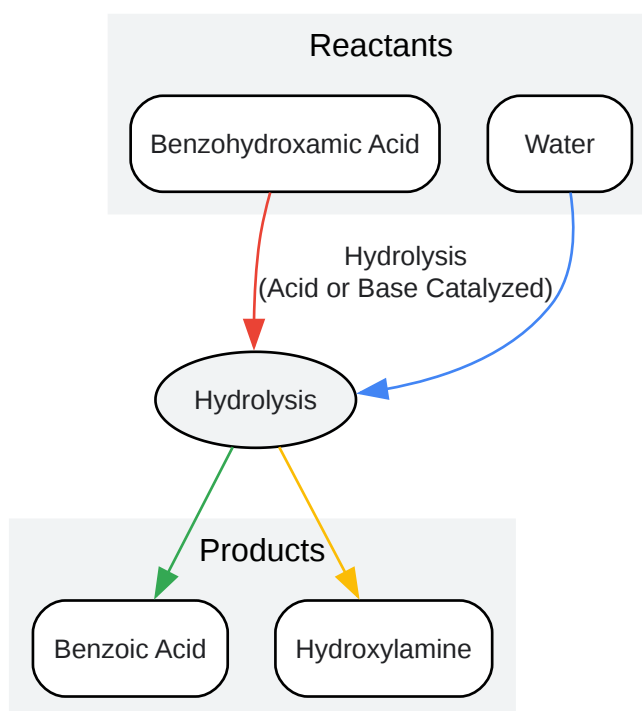 Reactants
Benzohydroxamic Acid
Water
Hydrolysis
(Acid or Base Catalyzed)
Hydrolysis
Products
Benzoic Acid
Hydroxylamine